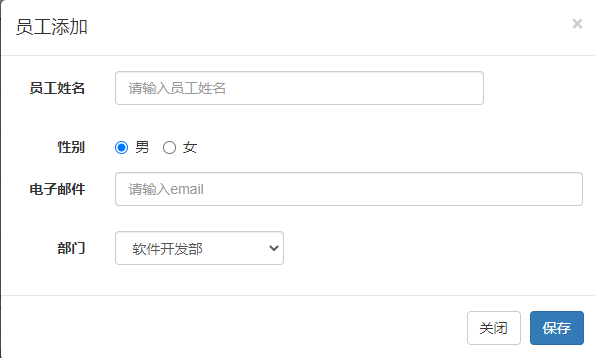 员工添加 ×
员工姓名 请输入员工姓名
性别 男 女
电子邮件 请输入email
部门 软件开发部
关闭 保存